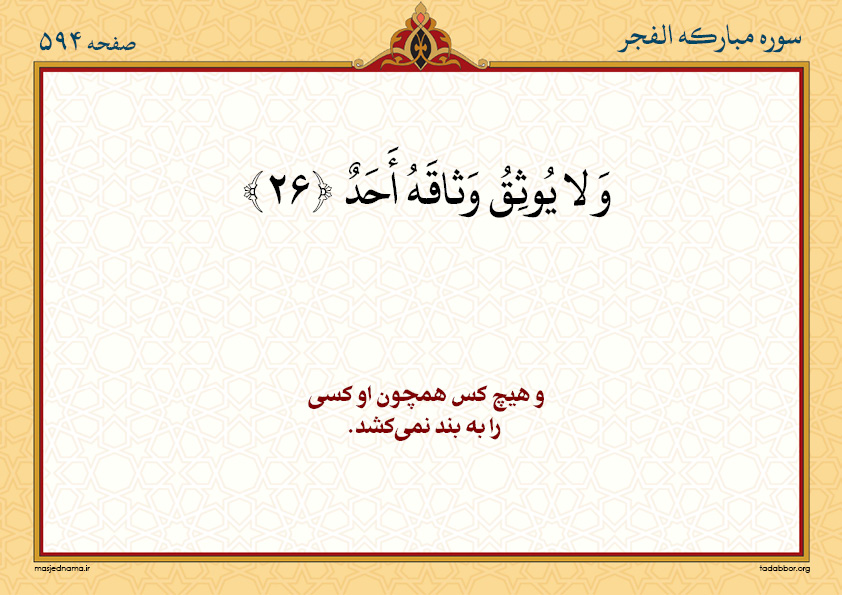 سوره مبارکه الفجر
صفحه ۵۹۴
وَلا يُوثِقُ وَثاقَهُ أَحَدٌ ﴿۲۶﴾
و هیچ کس همچون او کسی
را به بند نمی‌کشد.
masjednama.ir
tadabbor.org